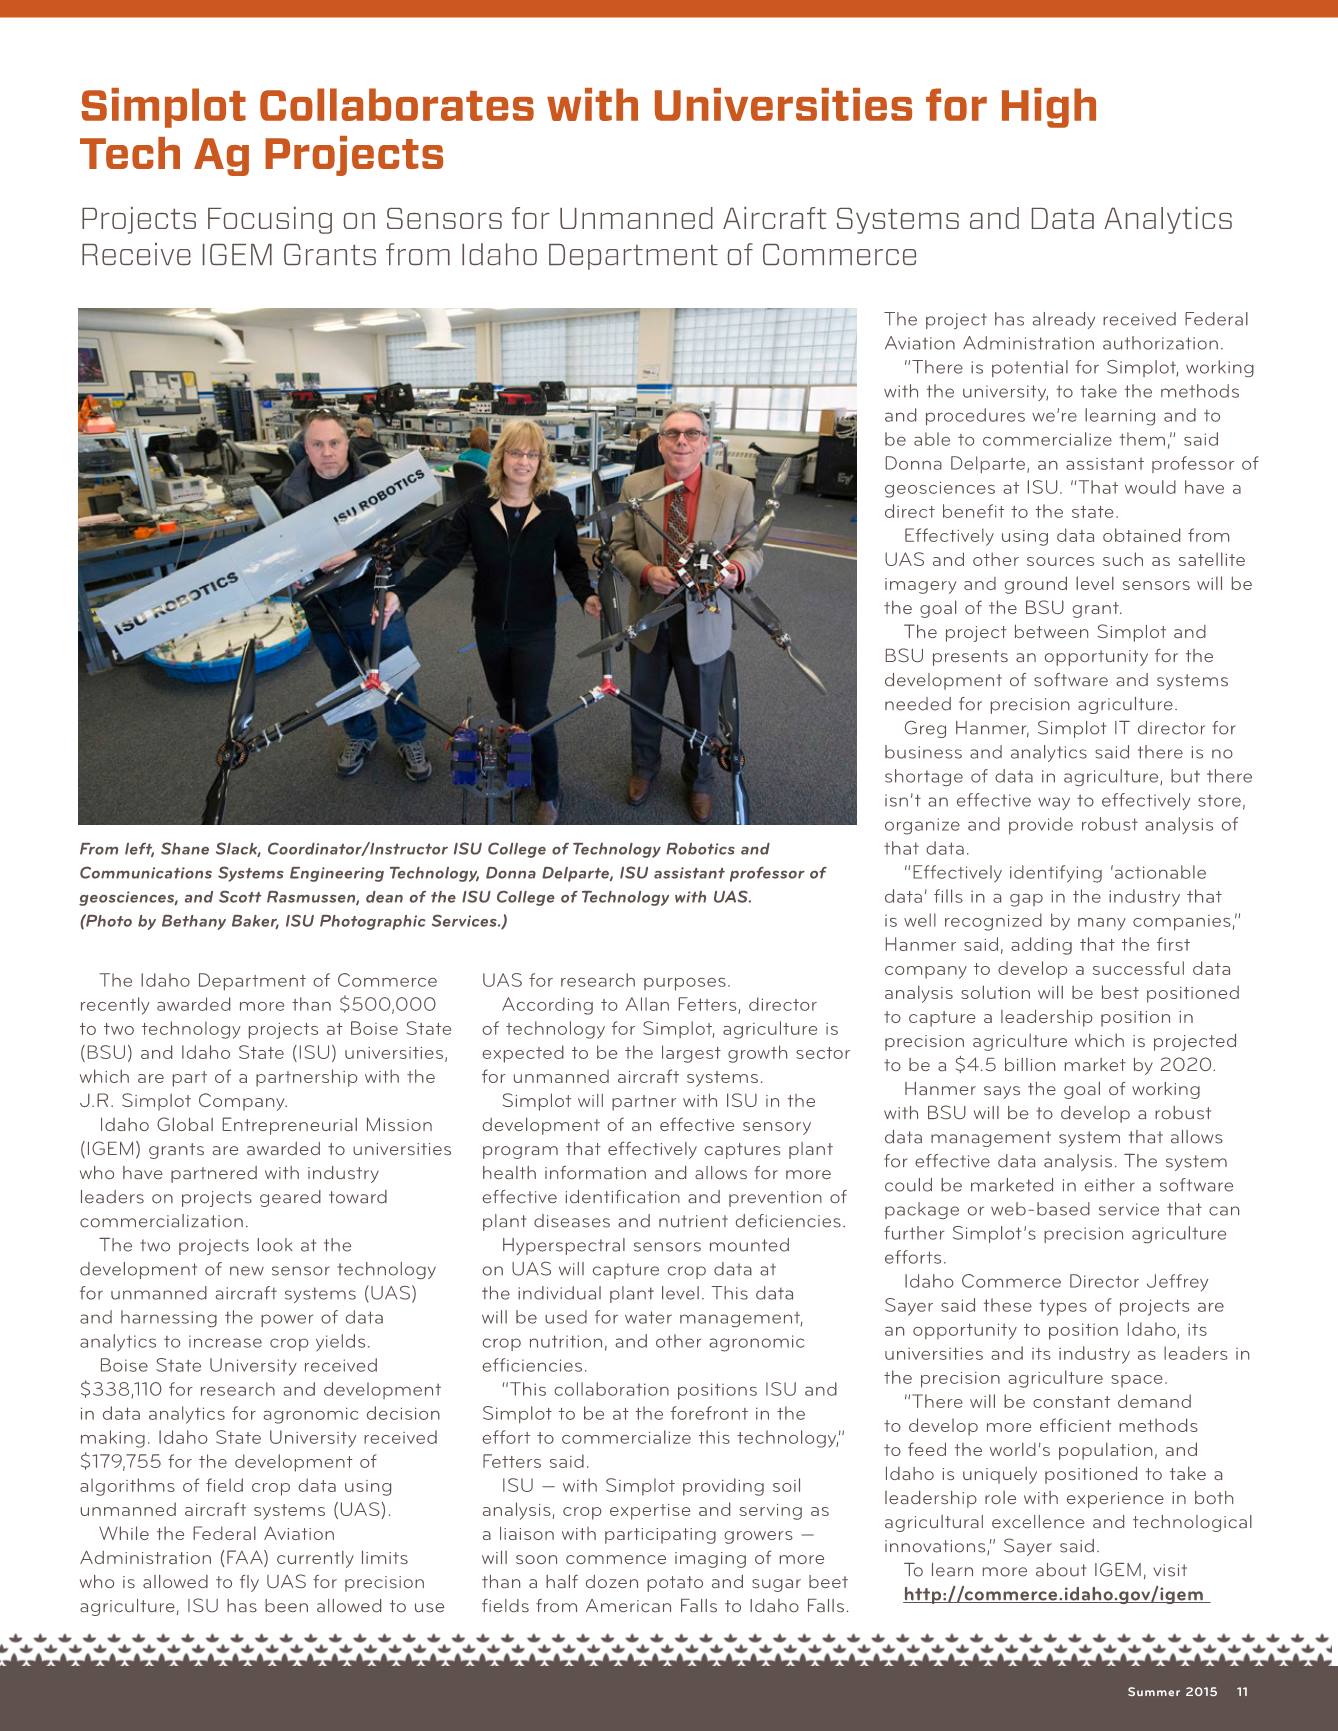 Simplot Collaborates with Universities for High
Tech Ag Projects
Projects Focusing on Sensors for Unmanned Aircraft Systems and Data Analytics
Receive IGEM Grants from Idaho Department of Commerce
ISU ROBOTICS
ISU ROBOTICS
From left, Shane Slack, Coordinator/Instructor ISU College of Technology Robotics and
Communications Systems Engineering Technology, Donna Delparte, ISU assistant professor of
geosciences, and Scott Rasmussen, dean of the ISU College of Technology with UAS.
(Photo by Bethany Baker, ISU Photographic Services.)
The Idaho Department of Commerce
recently awarded more than $500,000
to two technology projects at Boise State
(BSU) and Idaho State (ISU) universities,
which are part of a partnership with the
J.R. Simplot Company.
Idaho Global Entrepreneurial Mission
(IGEM) grants are awarded to universities
who have partnered with industry
leaders on projects geared toward
commercialization.
The two projects look at the
development of new sensor technology
for unmanned aircraft systems (UAS)
and harnessing the power of data
analytics to increase crop yields.
Boise State University received
$338,110 for research and development
in data analytics for agronomic decision
making. Idaho State University received
$179,755 for the development of
algorithms of field crop data using
unmanned aircraft systems (UAS).
While the Federal Aviation
Administration (FAA) currently limits
who is allowed to fly UAS for precision
agriculture, ISU has been allowed to use
UAS for research purposes.
According to Allan Fetters, director
of technology for Simplot, agriculture is
expected to be the largest growth sector
for unmanned aircraft systems.
Simplot will partner with ISU in the
development of an effective sensory
program that effectively captures plant
health information and allows for more
effective identification and prevention of
plant diseases and nutrient deficiencies.
Hyperspectral sensors mounted
on UAS will capture crop data at
the individual plant level. This data
will be used for water management,
crop nutrition, and other agronomic
efficiencies.
"This collaboration positions ISU and
Simplot to be at the forefront in the
effort to commercialize this technology,"
Fetters said.
ISU — with Simplot providing soil
analysis, crop expertise and serving as
a liaison with participating growers —
will soon commence imaging of more
than a half dozen potato and sugar beet
fields from American Falls to Idaho Falls.
The project has already received Federal
Aviation Administration authorization.
"There is potential for Simplot, working
with the university, to take the methods
and procedures we're learning and to
be able to commercialize them," said
Donna Delparte, an assistant professor of
geosciences at ISU. "That would have a
direct benefit to the state.
Effectively using data obtained from
UAS and other sources such as satellite
imagery and ground level sensors will be
the goal of the BSU grant.
The project between Simplot and
BSU presents an opportunity for the
development of software and systems
needed for precision agriculture.
Greg Hanmer, Simplot IT director for
business and analytics said there is no
shortage of data in agriculture, but there
isn't an effective way to effectively store,
organize and provide robust analysis of
that data.
"Effectively identifying 'actionable
data' fills in a gap in the industry that
is well recognized by many companies,"
Hanmer said, adding that the first
company to develop a successful data
analysis solution will be best positioned
to capture a leadership position in
precision agriculture which is projected
to be a $4.5 billion market by 2020.
Hanmer says the goal of working
with BSU will be to develop a robust
data management system that allows
for effective data analysis. The system
could be marketed in either a software
package or web-based service that can
further Simplot's precision agriculture
efforts.
Idaho Commerce Director Jeffrey
Sayer said these types of projects are
an opportunity to position Idaho, its
universities and its industry as leaders in
the precision agriculture space.
"There will be constant demand
to develop more efficient methods
to feed the world's population, and
Idaho is uniquely positioned to take a
leadership role with experience in both
agricultural excellence and technological
innovations," Sayer said.
To learn more about IGEM, visit
http://commerce.idaho.gov/igem
Summer 2015 11